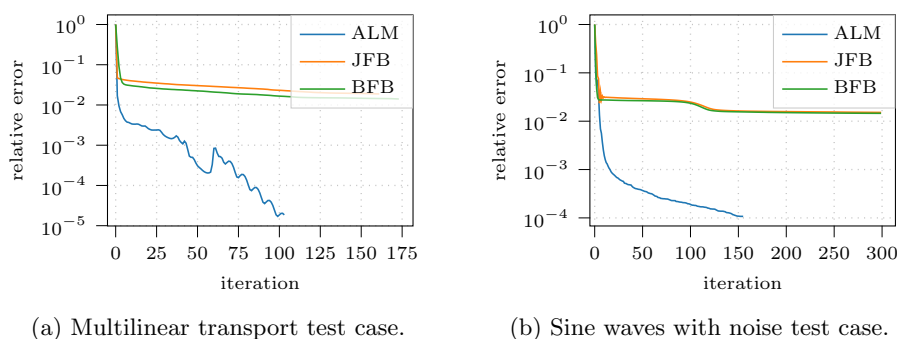 10^0
10^−1
10^−2
10^−3
10^−4
10^−5
relative error
0 25 50 75 100 125 150 175
iteration
ALM
JFB
BFB
(a) Multilinear transport test case.
10^0
10^−1
10^−2
10^−3
10^−4
relative error
0 50 100 150 200 250 300
iteration
ALM
JFB
BFB
(b) Sine waves with noise test case.